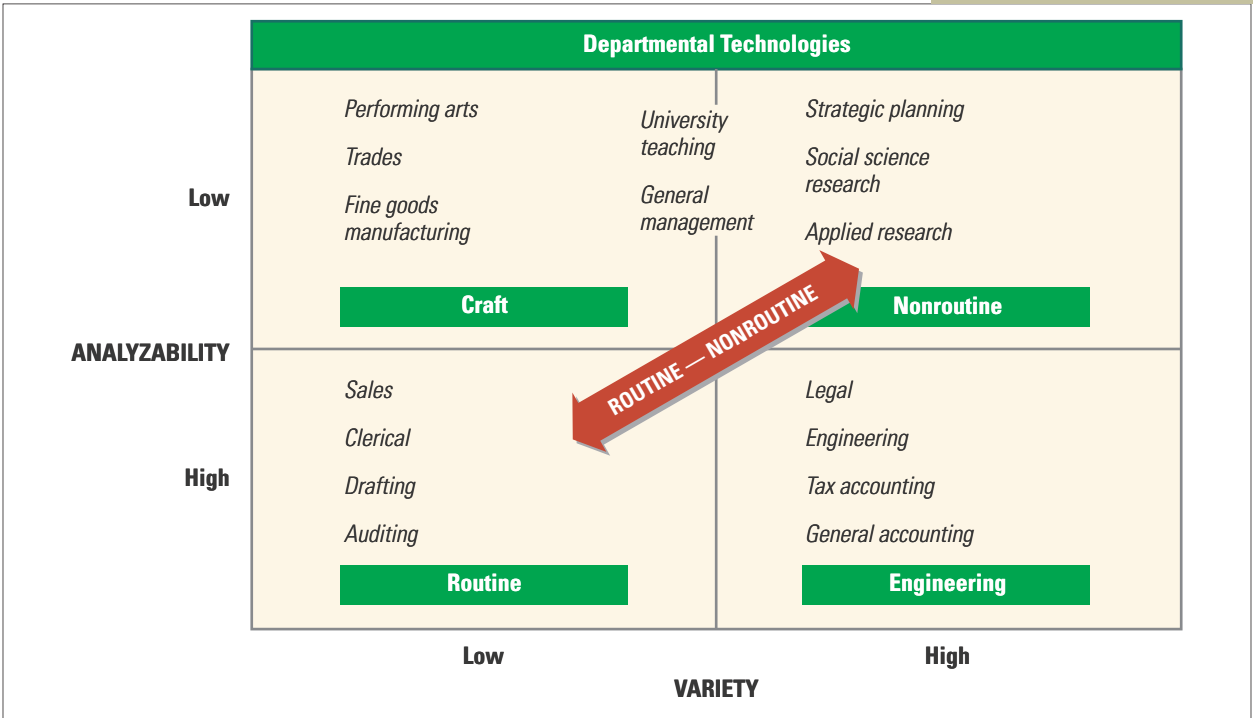 Departmental Technologies
Performing arts
Trades
Fine goods
manufacturing
University
teaching
General
management
Strategic planning
Social science
research
Applied research
Low
Craft
Nonroutine
ROUTINE — NONROUTINE
ANALYZABILITY
Sales
Clerical
Drafting
Auditing
Legal
Engineering
Tax accounting
General accounting
High
Routine
Engineering
Low
High
VARIETY